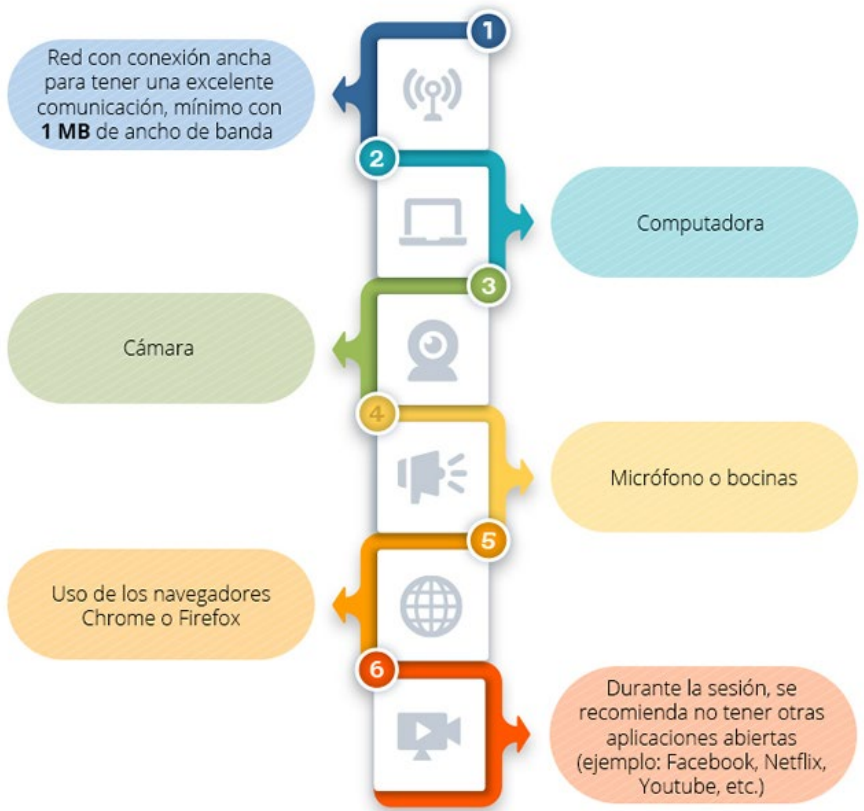 1
Red con conexión ancha
para tener una excelente
comunicación, mínimo con
1 MB de ancho de banda
2
Computadora
3
Cámara
4
Micrófono o bocinas
5
Uso de los navegadores
Chrome o Firefox
6
Durante la sesión, se
recomienda no tener otras
aplicaciones abiertas
(ejemplo: Facebook, Netflix,
Youtube, etc.)